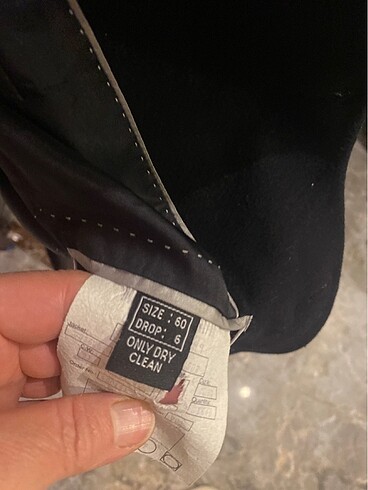 SIZE : 60
DROP: 6
ONLY DRY
CLEAN